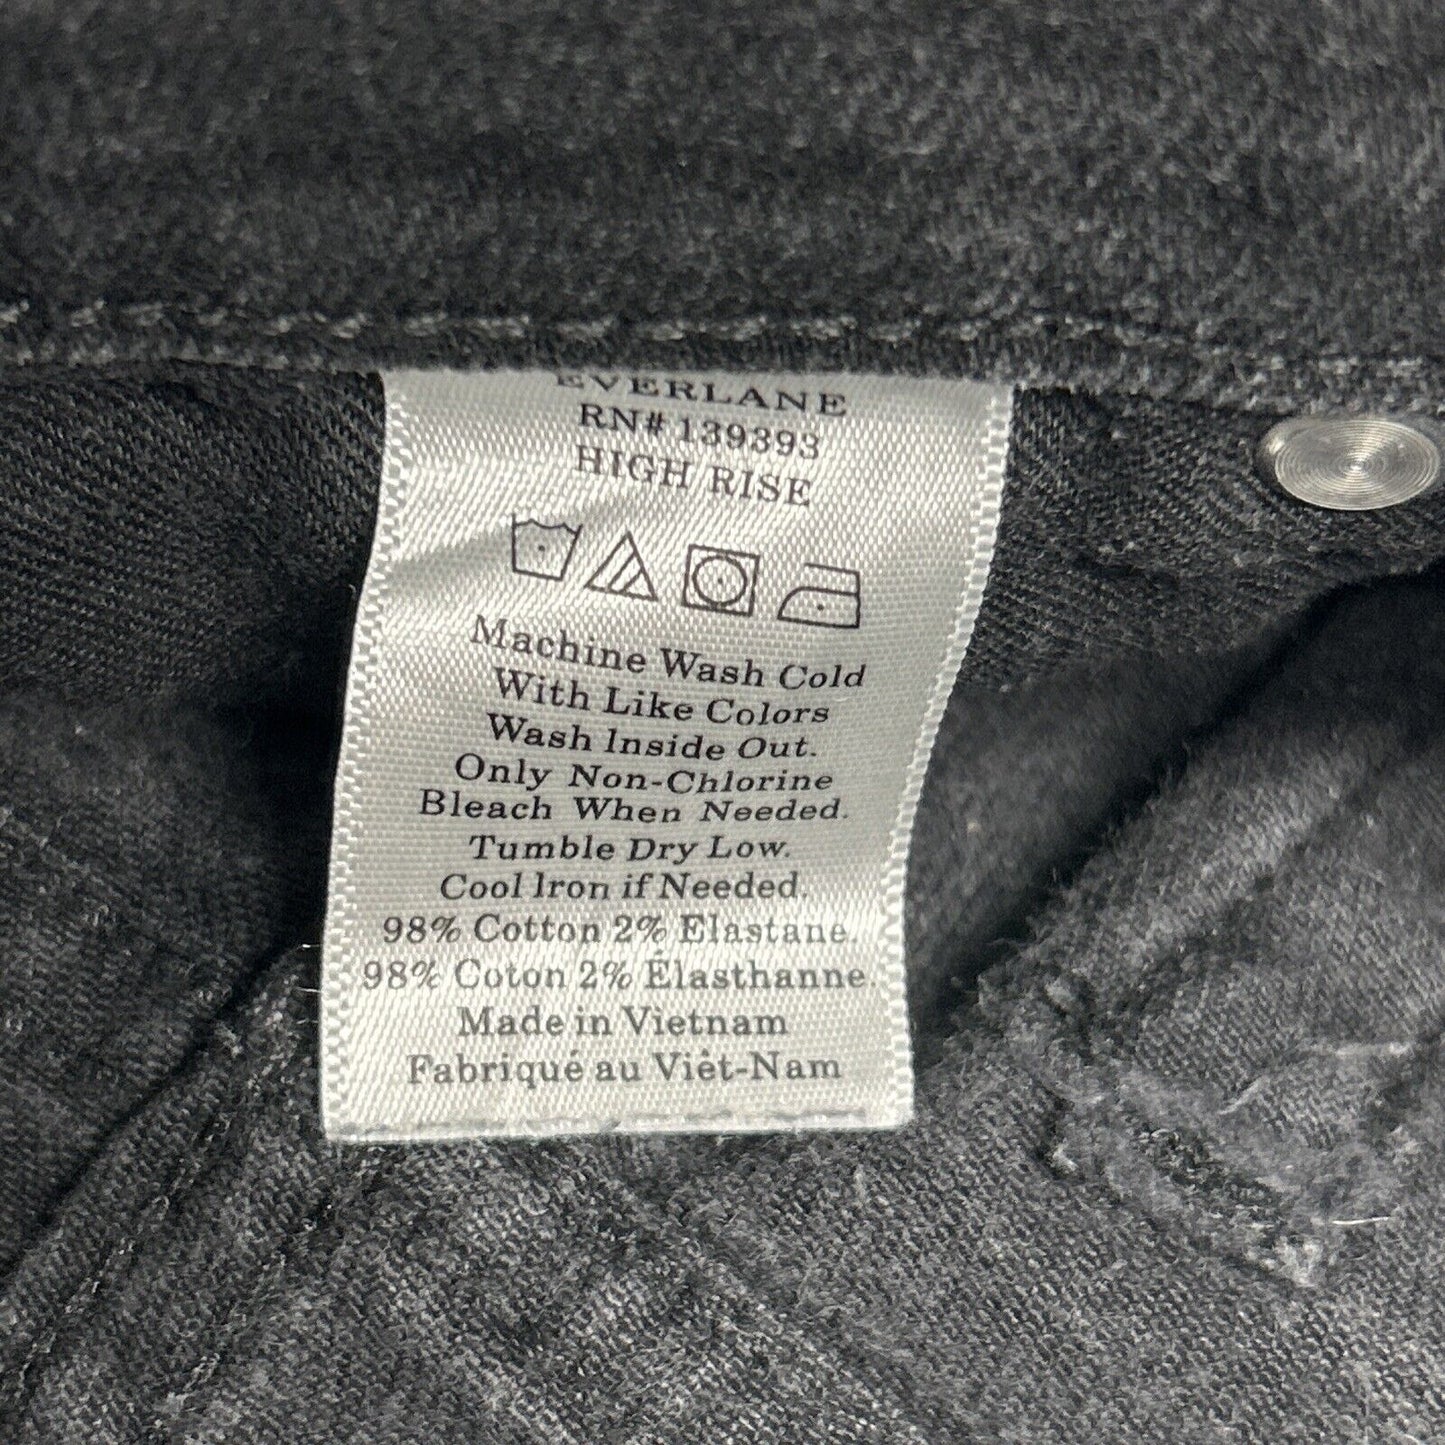 EVERLANE
RN# 139393
HIGH RISE
Machine Wash Cold
With Like Colors
Wash Inside Out.
Only Non-Chlorine
Bleach When Needed.
Tumble Dry Low.
Cool Iron if Needed.
98% Cotton 2% Elastane.
98% Coton 2% Élasthanne.
Made in Vietnam
Fabriqué au Viêt-Nam